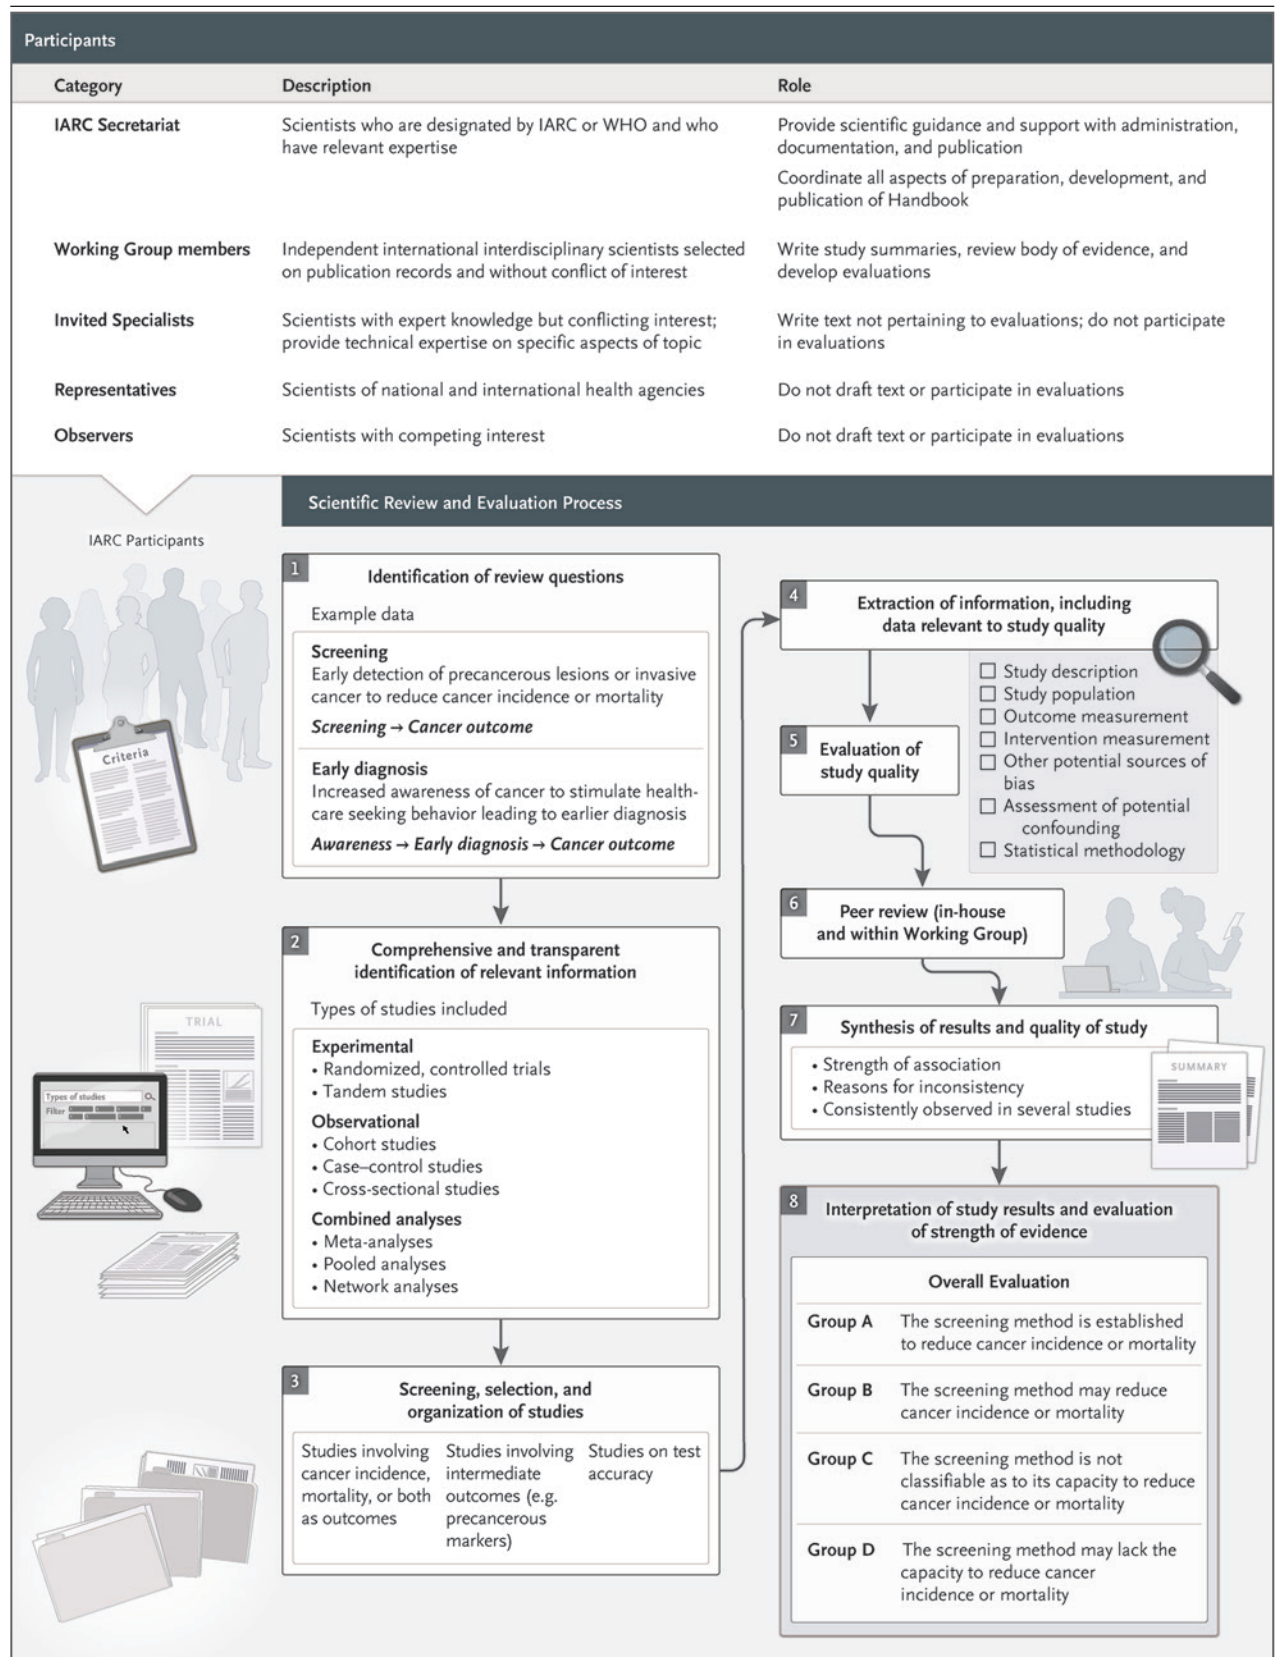 Participants
Category Description Role
IARC Secretariat Scientists who are designated by IARC or WHO and who Provide scientific guidance and support with administration,
have relevant expertise documentation, and publication
Coordinate all aspects of preparation, development, and
publication of Handbook
Working Group members Independent international interdisciplinary scientists selected Write study summaries, review body of evidence, and
on publication records and without conflict of interest develop evaluations
Invited Specialists Scientists with expert knowledge but conflicting interest; Write text not pertaining to evaluations; do not participate
provide technical expertise on specific aspects of topic in evaluations
Representatives Scientists of national and international health agencies Do not draft text or participate in evaluations
Observers Scientists with competing interest Do not draft text or participate in evaluations
Scientific Review and Evaluation Process
IARC Participants
Criteria
1
Identification of review questions
Example data
Screening
Early detection of precancerous lesions or invasive
cancer to reduce cancer incidence or mortality
Screening → Cancer outcome
Early diagnosis
Increased awareness of cancer to stimulate health-
care seeking behavior leading to earlier diagnosis
Awareness → Early diagnosis → Cancer outcome
2
Comprehensive and transparent
identification of relevant information
Types of studies included
Experimental
• Randomized, controlled trials
• Tandem studies
Observational
• Cohort studies
• Case–control studies
• Cross-sectional studies
Combined analyses
• Meta-analyses
• Pooled analyses
• Network analyses
TRIAL
Types of studies
Filter
3
Screening, selection, and
organization of studies
Studies involving
cancer incidence,
mortality, or both
as outcomes
Studies involving
intermediate
outcomes (e.g.
precancerous
markers)
Studies on test
accuracy
4
Extraction of information, including
data relevant to study quality
☐ Study description
☐ Study population
☐ Outcome measurement
☐ Intervention measurement
☐ Other potential sources of
bias
☐ Assessment of potential
confounding
☐ Statistical methodology
5
Evaluation of
study quality
6
Peer review (in-house
and within Working Group)
7
Synthesis of results and quality of study
• Strength of association
• Reasons for inconsistency
• Consistently observed in several studies
SUMMARY
8
Interpretation of study results and evaluation
of strength of evidence
Overall Evaluation
Group A The screening method is established
to reduce cancer incidence or mortality
Group B The screening method may reduce
cancer incidence or mortality
Group C The screening method is not
classifiable as to its capacity to reduce
cancer incidence or mortality
Group D The screening method may lack the
capacity to reduce cancer
incidence or mortality